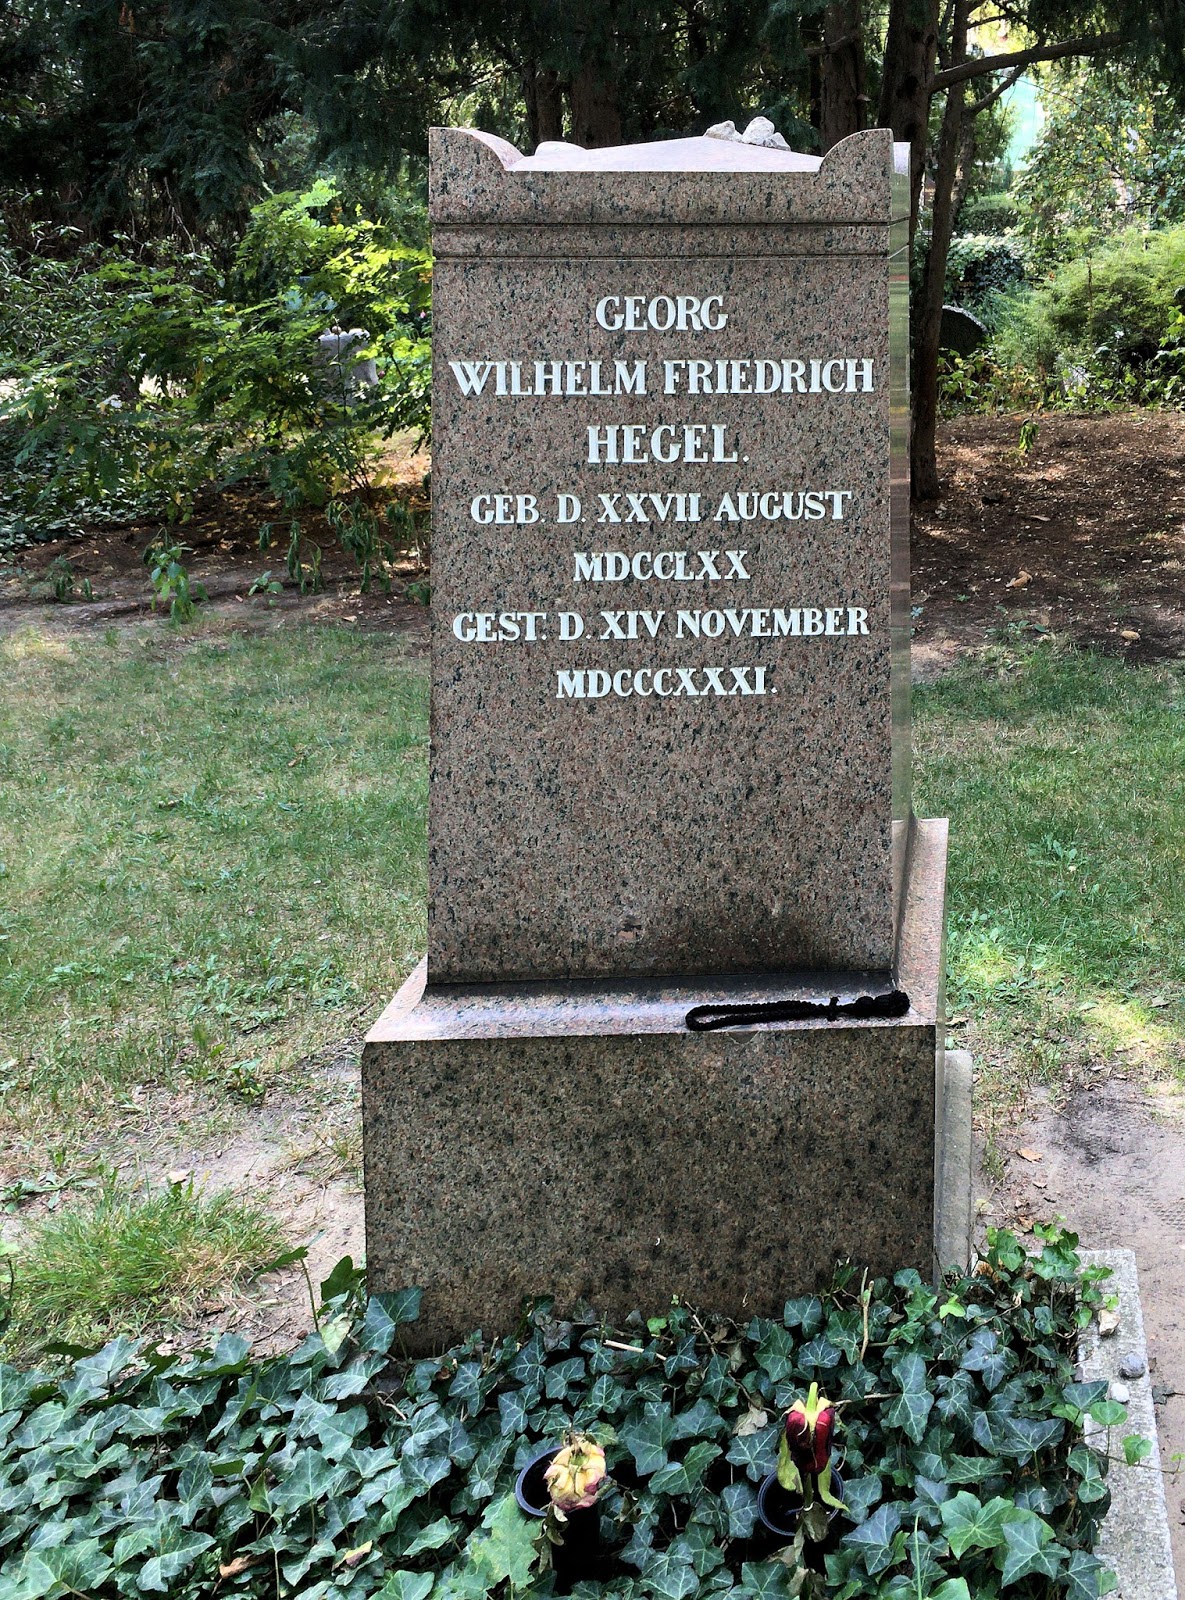 GEORG
WILHELM FRIEDRICH
HEGEL.
GEB. D. XXVII AUGUST
MDCCLXX
GEST. D. XIV NOVEMBER
MDCCCXXXI.